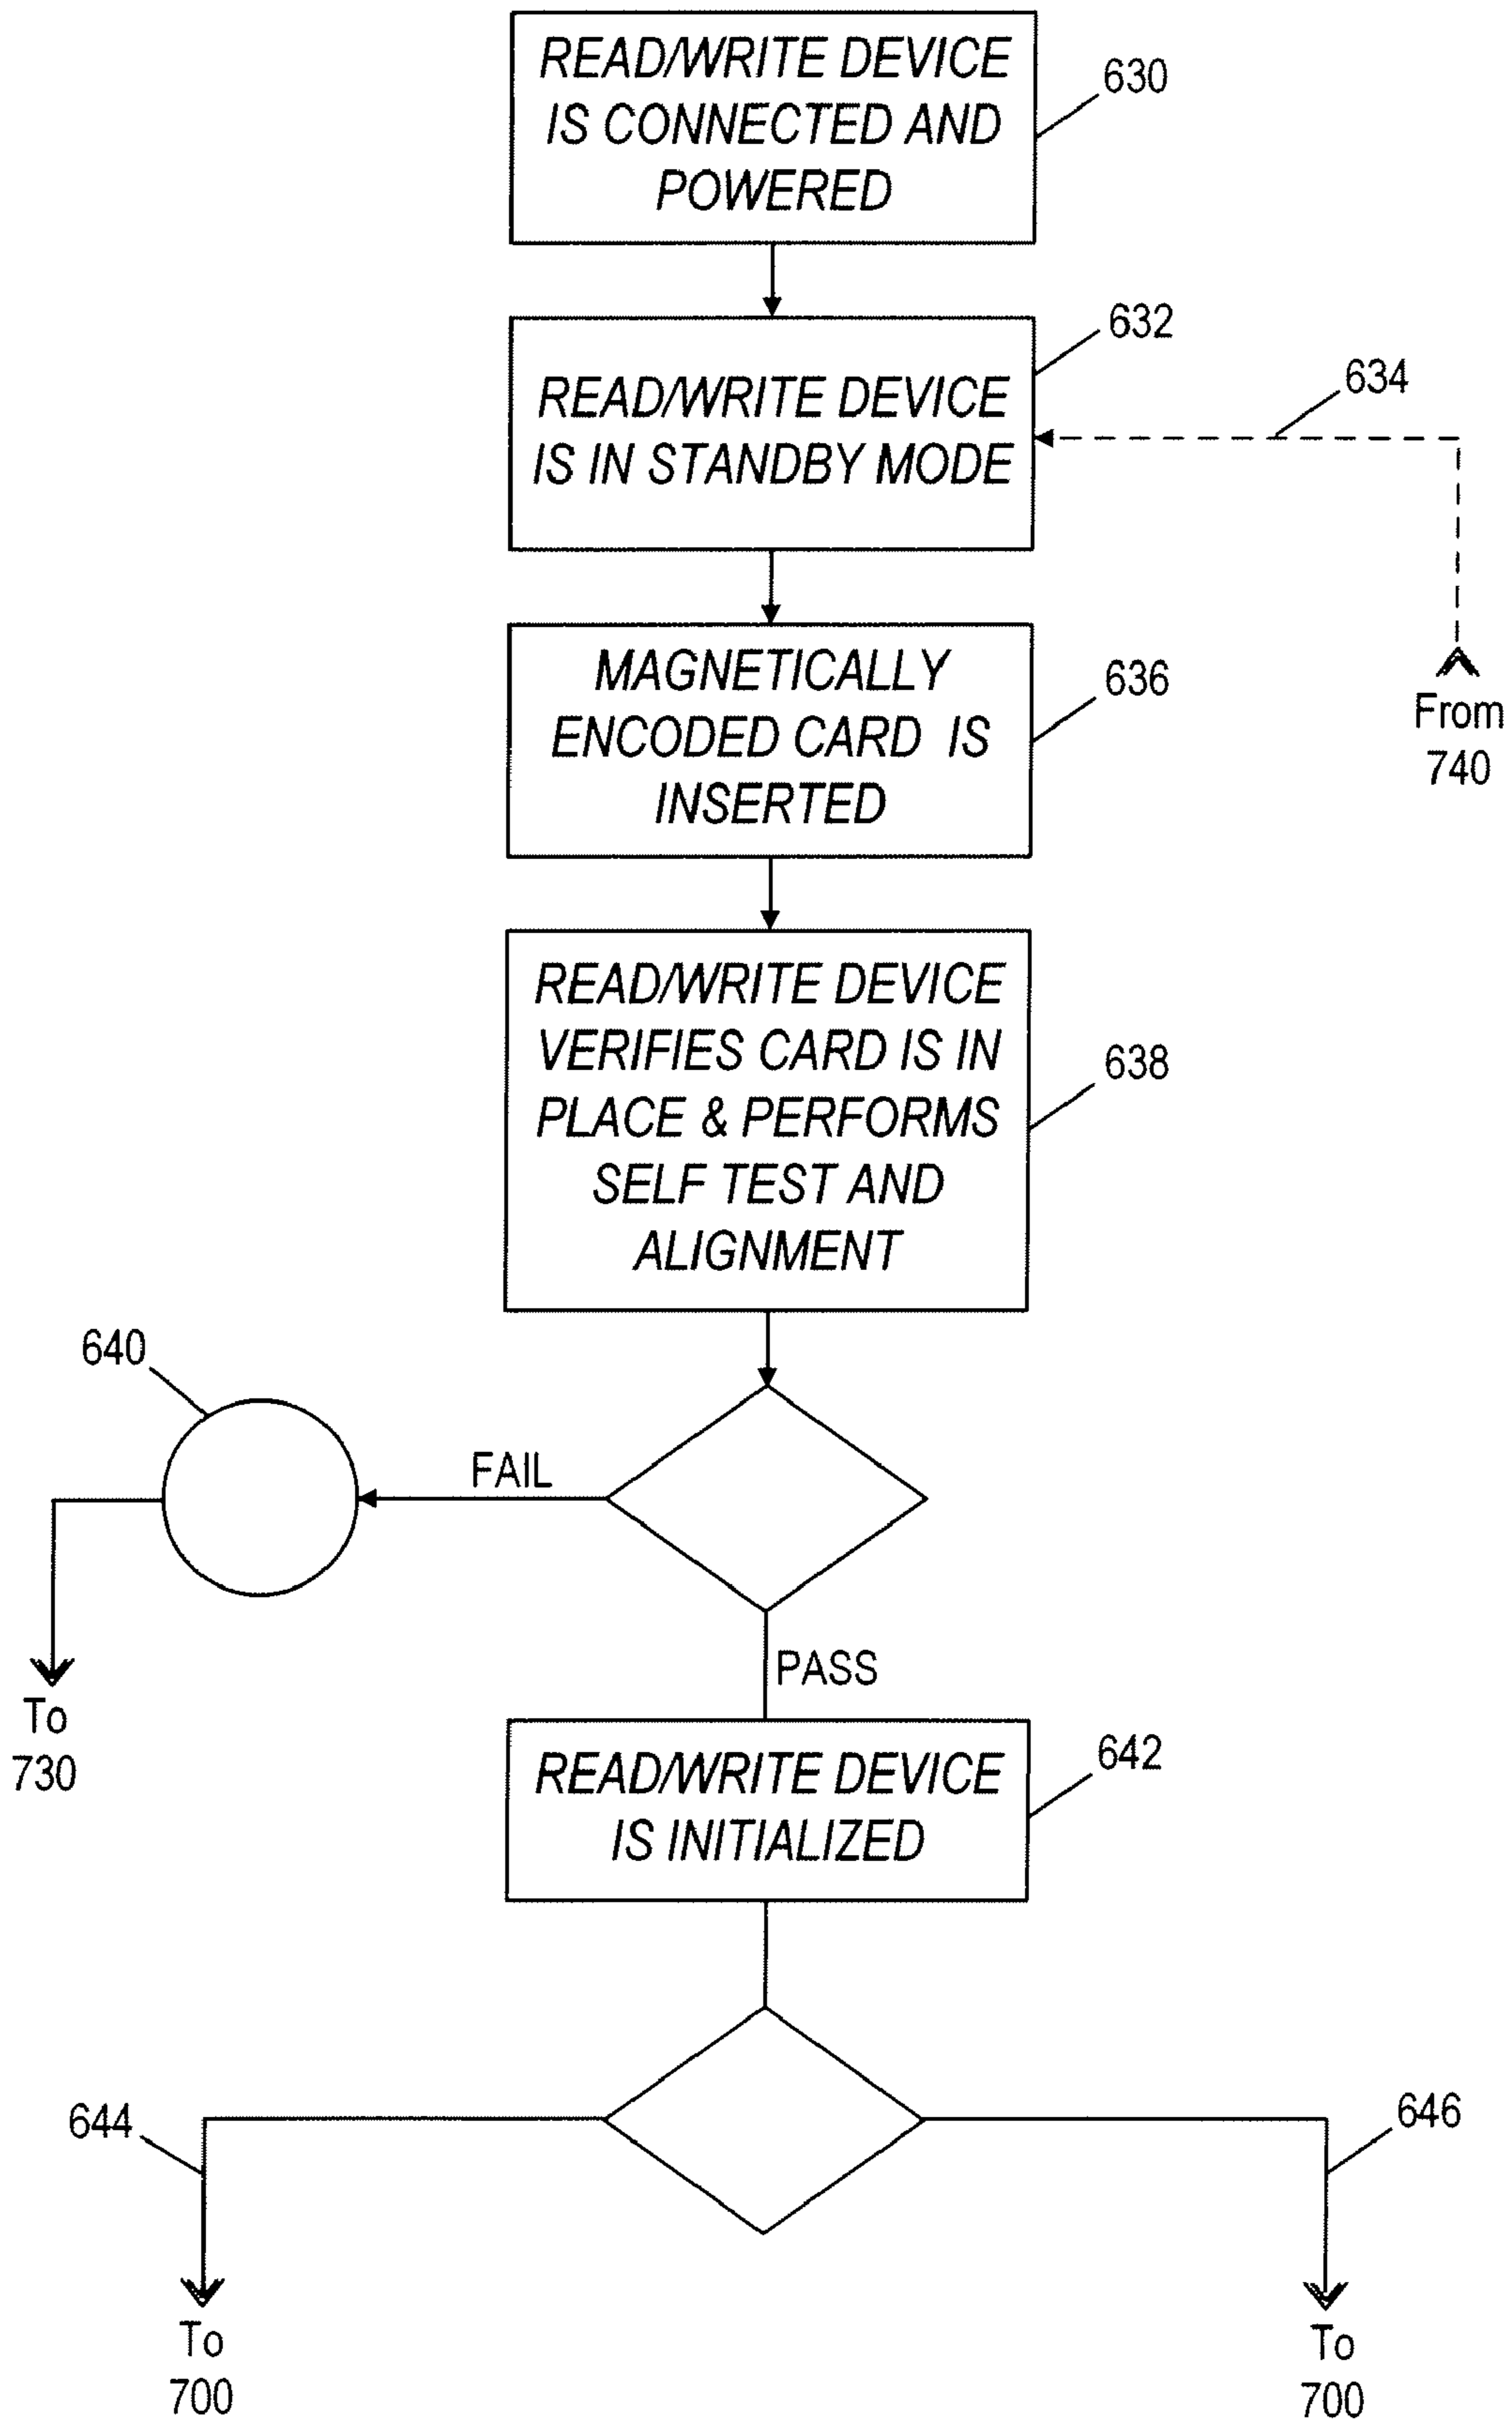 READ/WRITE DEVICE
IS CONNECTED AND
POWERED
630
READ/WRITE DEVICE
IS IN STANDBY MODE
632
634
From
740
MAGNETICALLY
ENCODED CARD IS
INSERTED
636
READ/WRITE DEVICE
VERIFIES CARD IS IN
PLACE & PERFORMS
SELF TEST AND
ALIGNMENT
638
640
FAIL
To
730
PASS
READ/WRITE DEVICE
IS INITIALIZED
642
644
646
To
700
To
700